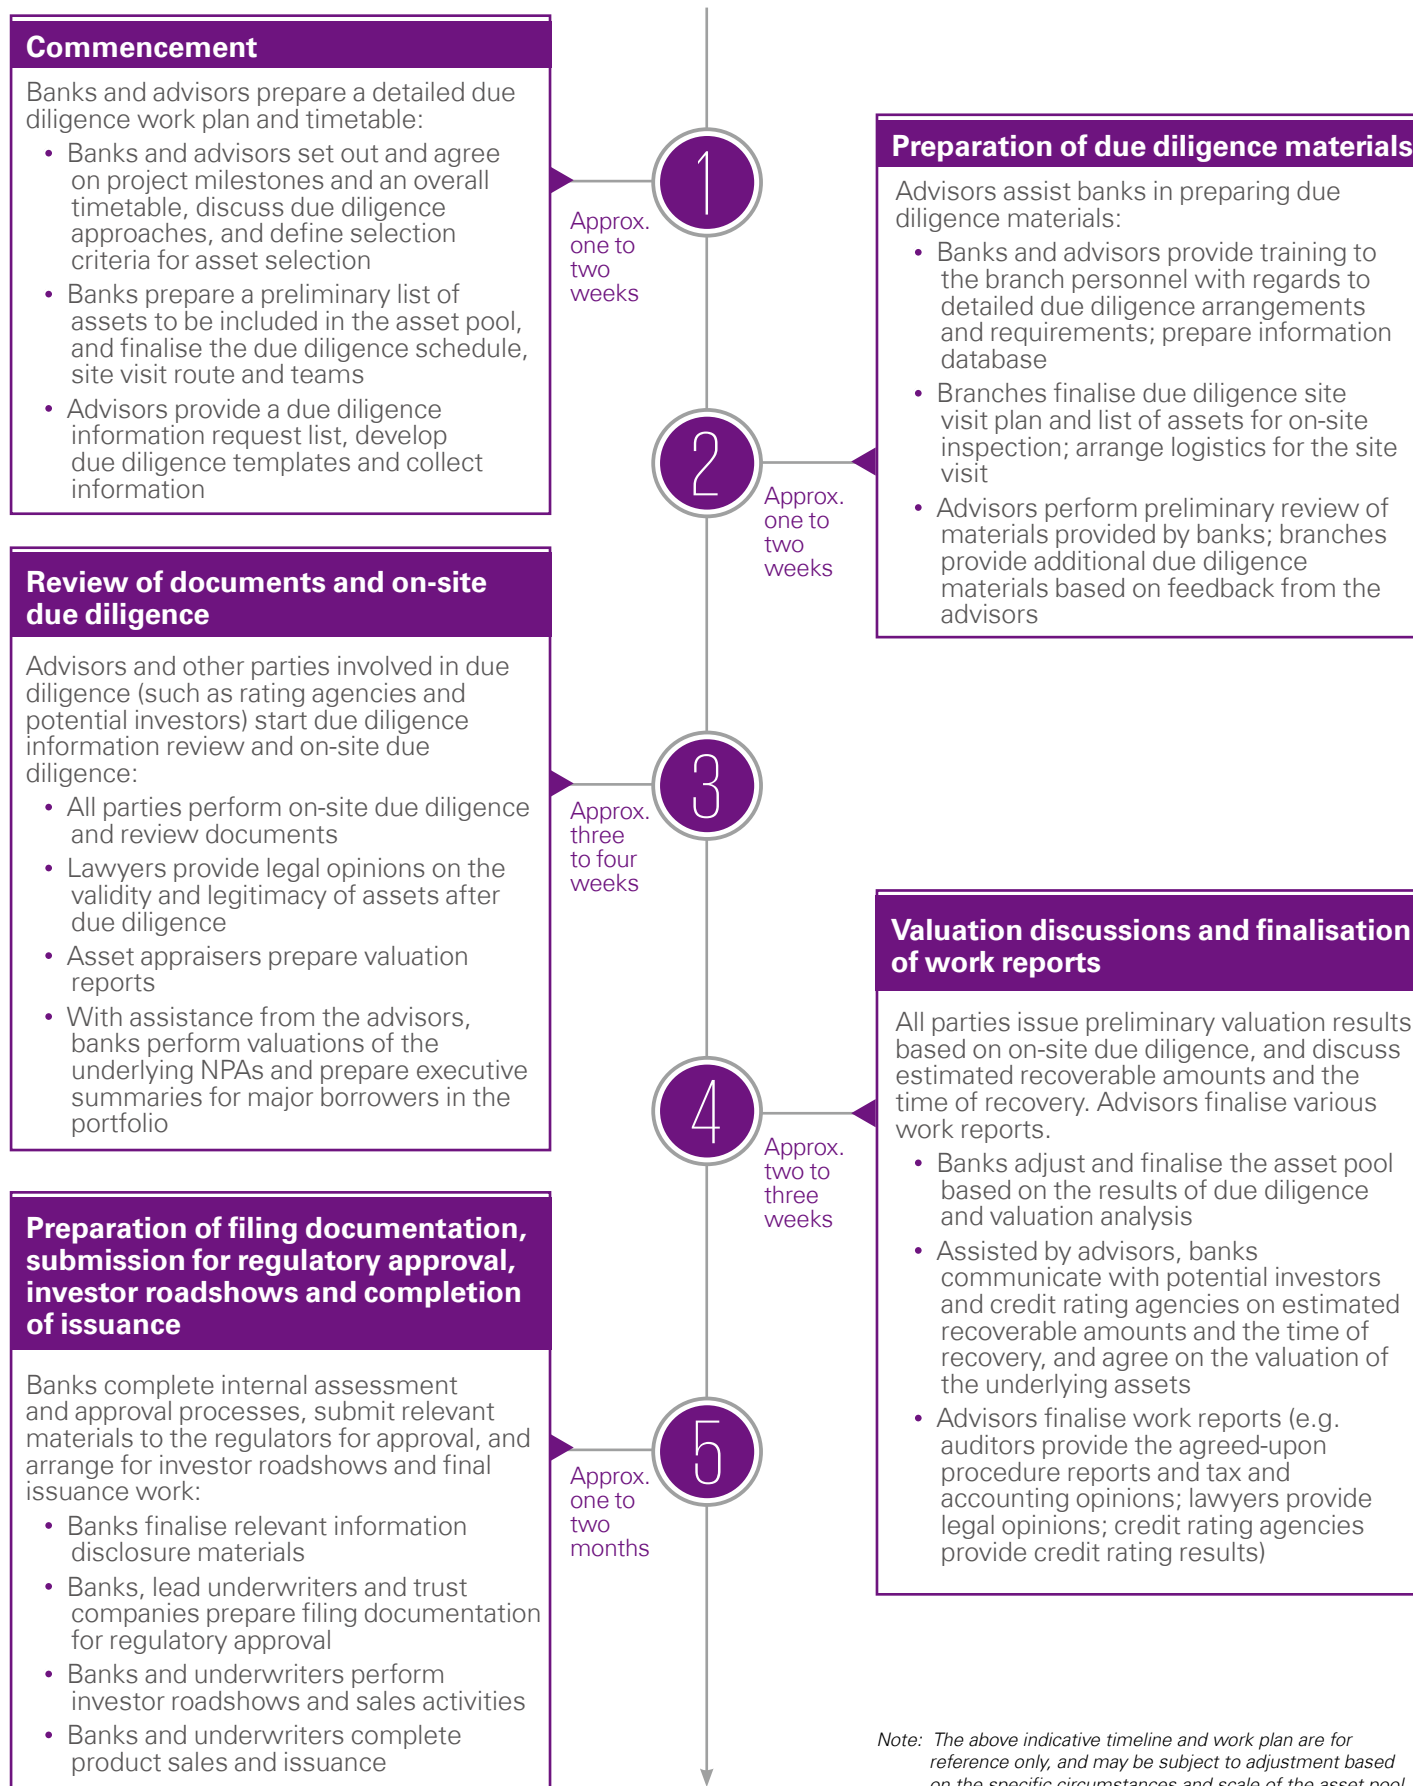 Commencement
Banks and advisors prepare a detailed due
diligence work plan and timetable:
• Banks and advisors set out and agree
on project milestones and an overall
timetable, discuss due diligence
approaches, and define selection
criteria for asset selection
• Banks prepare a preliminary list of
assets to be included in the asset pool,
and finalise the due diligence schedule,
site visit route and teams
• Advisors provide a due diligence
information request list, develop
due diligence templates and collect
information
1
Approx.
one to
two
weeks
Preparation of due diligence materials
Advisors assist banks in preparing due
diligence materials:
• Banks and advisors provide training to
the branch personnel with regards to
detailed due diligence arrangements
and requirements; prepare information
database
• Branches finalise due diligence site
visit plan and list of assets for on-site
inspection; arrange logistics for the site
visit
• Advisors perform preliminary review of
materials provided by banks; branches
provide additional due diligence
materials based on feedback from the
advisors
2
Approx.
one to
two
weeks
Review of documents and on-site
due diligence
Advisors and other parties involved in due
diligence (such as rating agencies and
potential investors) start due diligence
information review and on-site due
diligence:
• All parties perform on-site due diligence
and review documents
• Lawyers provide legal opinions on the
validity and legitimacy of assets after
due diligence
• Asset appraisers prepare valuation
reports
• With assistance from the advisors,
banks perform valuations of the
underlying NPAs and prepare executive
summaries for major borrowers in the
portfolio
3
Approx.
three
to four
weeks
Valuation discussions and finalisation
of work reports
All parties issue preliminary valuation results
based on on-site due diligence, and discuss
estimated recoverable amounts and the
time of recovery. Advisors finalise various
work reports.
• Banks adjust and finalise the asset pool
based on the results of due diligence
and valuation analysis
• Assisted by advisors, banks
communicate with potential investors
and credit rating agencies on estimated
recoverable amounts and the time of
recovery, and agree on the valuation of
the underlying assets
• Advisors finalise work reports (e.g.
auditors provide the agreed-upon
procedure reports and tax and
accounting opinions; lawyers provide
legal opinions; credit rating agencies
provide credit rating results)
4
Approx.
two to
three
weeks
Preparation of filing documentation,
submission for regulatory approval,
investor roadshows and completion
of issuance
Banks complete internal assessment
and approval processes, submit relevant
materials to the regulators for approval, and
arrange for investor roadshows and final
issuance work:
• Banks finalise relevant information
disclosure materials
• Banks, lead underwriters and trust
companies prepare filing documentation
for regulatory approval
• Banks and underwriters perform
investor roadshows and sales activities
• Banks and underwriters complete
product sales and issuance
5
Approx.
one to
two
months
Note: The above indicative timeline and work plan are for
reference only, and may be subject to adjustment based
on the specific circumstances and scale of the asset pool